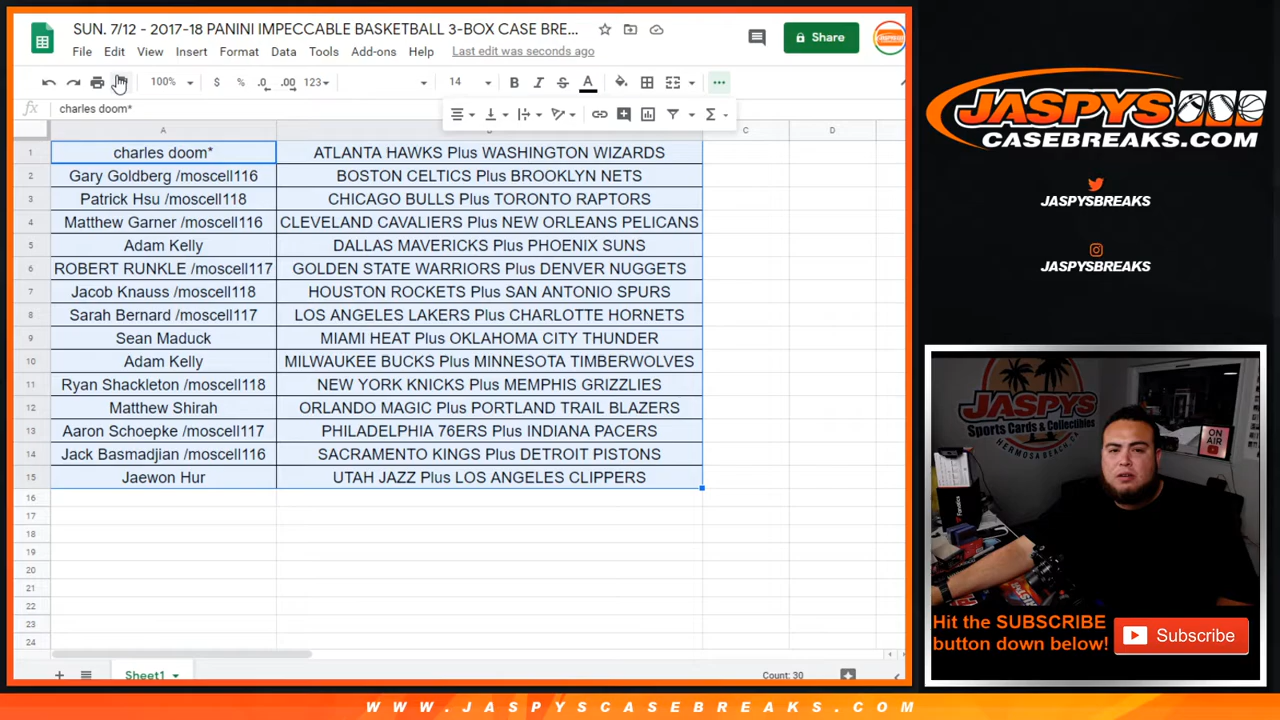 SUN. 7/12 - 2017-18 PANINI IMPECCABLE BASKETBALL 3-BOX CASE BRE...
Share
File Edit View Insert Format Data Tools Add-ons Help Last edit was seconds ago
100% $ % .0 .00 123 14 B I S A
fx charles doom*
A C D
1 charles doom* ATLANTA HAWKS Plus WASHINGTON WIZARDS
2 Gary Goldberg /moscell116 BOSTON CELTICS Plus BROOKLYN NETS
3 Patrick Hsu /moscell118 CHICAGO BULLS Plus TORONTO RAPTORS
4 Matthew Garner /moscell116 CLEVELAND CAVALIERS Plus NEW ORLEANS PELICANS
5 Adam Kelly DALLAS MAVERICKS Plus PHOENIX SUNS
6 ROBERT RUNKLE /moscell117 GOLDEN STATE WARRIORS Plus DENVER NUGGETS
7 Jacob Knauss /moscell118 HOUSTON ROCKETS Plus SAN ANTONIO SPURS
8 Sarah Bernard /moscell117 LOS ANGELES LAKERS Plus CHARLOTTE HORNETS
9 Sean Maduck MIAMI HEAT Plus OKLAHOMA CITY THUNDER
10 Adam Kelly MILWAUKEE BUCKS Plus MINNESOTA TIMBERWOLVES
11 Ryan Shackleton /moscell118 NEW YORK KNICKS Plus MEMPHIS GRIZZLIES
12 Matthew Shirah ORLANDO MAGIC Plus PORTLAND TRAIL BLAZERS
13 Aaron Schoepke /moscell117 PHILADELPHIA 76ERS Plus INDIANA PACERS
14 Jack Basmadjian /moscell116 SACRAMENTO KINGS Plus DETROIT PISTONS
15 Jaewon Hur UTAH JAZZ Plus LOS ANGELES CLIPPERS
16
17
18
19
20
21
22
23
24
Sheet1
Count: 30
JASPYS
CASEBREAKS.COM
JASPYSBREAKS
JASPYSBREAKS
JASPYS
Sports Cards & Collectibles
HERMOSA BEACH, CA
ON AIR
Fanatics
Hit the SUBSCRIBE
button down below!
Subscribe
WWW.JASPYSCASEBREAKS.COM